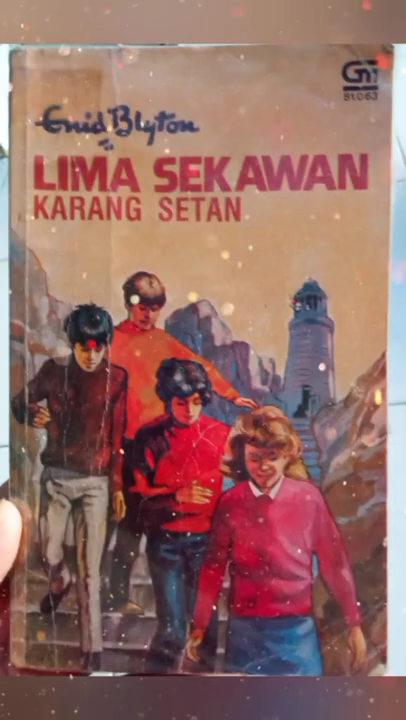 GM
81.063
Enid Blyton
LIMA SEKAWAN
KARANG SETAN